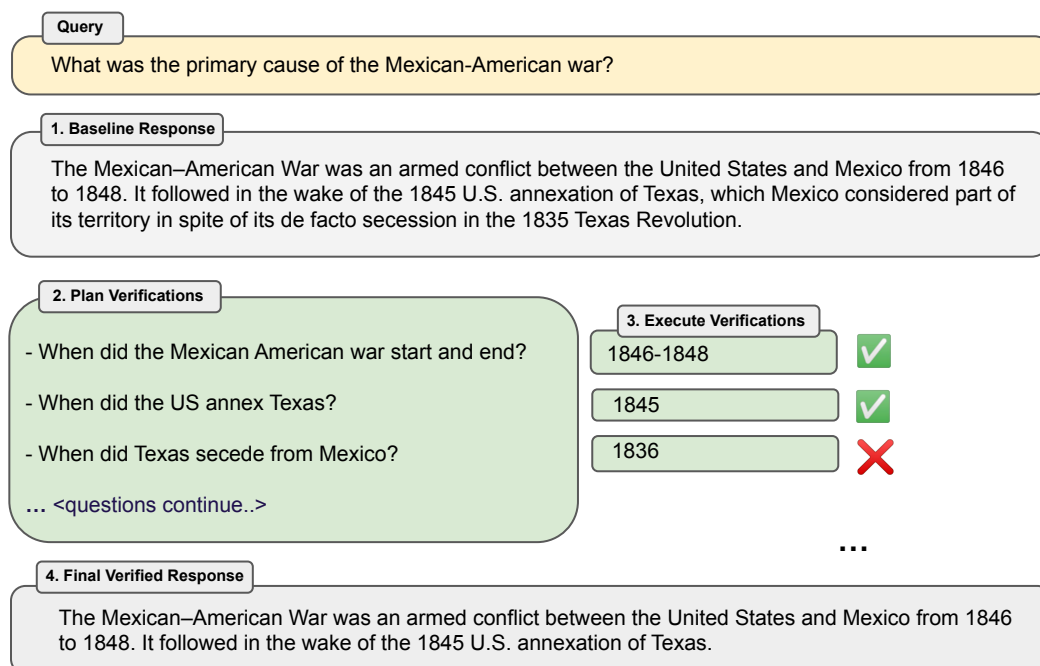 Query
What was the primary cause of the Mexican-American war?
1. Baseline Response
The Mexican–American War was an armed conflict between the United States and Mexico from 1846
to 1848. It followed in the wake of the 1845 U.S. annexation of Texas, which Mexico considered part of
its territory in spite of its de facto secession in the 1835 Texas Revolution.
2. Plan Verifications
- When did the Mexican American war start and end?
- When did the US annex Texas?
- When did Texas secede from Mexico?
... <questions continue..>
3. Execute Verifications
1846-1848
1845
1836
...
4. Final Verified Response
The Mexican–American War was an armed conflict between the United States and Mexico from 1846
to 1848. It followed in the wake of the 1845 U.S. annexation of Texas.